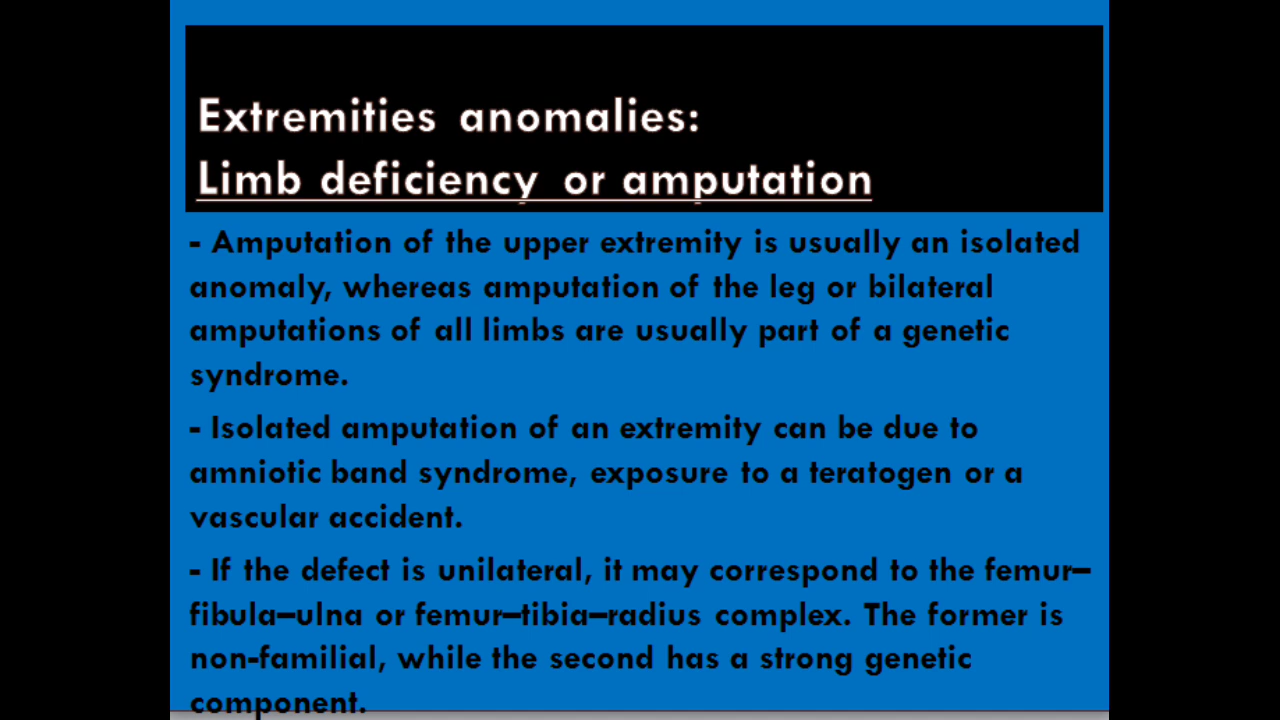 Extremities anomalies:
Limb deficiency or amputation
- Amputation of the upper extremity is usually an isolated
anomaly, whereas amputation of the leg or bilateral
amputations of all limbs are usually part of a genetic
syndrome.
- Isolated amputation of an extremity can be due to
amniotic band syndrome, exposure to a teratogen or a
vascular accident.
- If the defect is unilateral, it may correspond to the femur–
fibula–ulna or femur–tibia–radius complex. The former is
non-familial, while the second has a strong genetic
component.